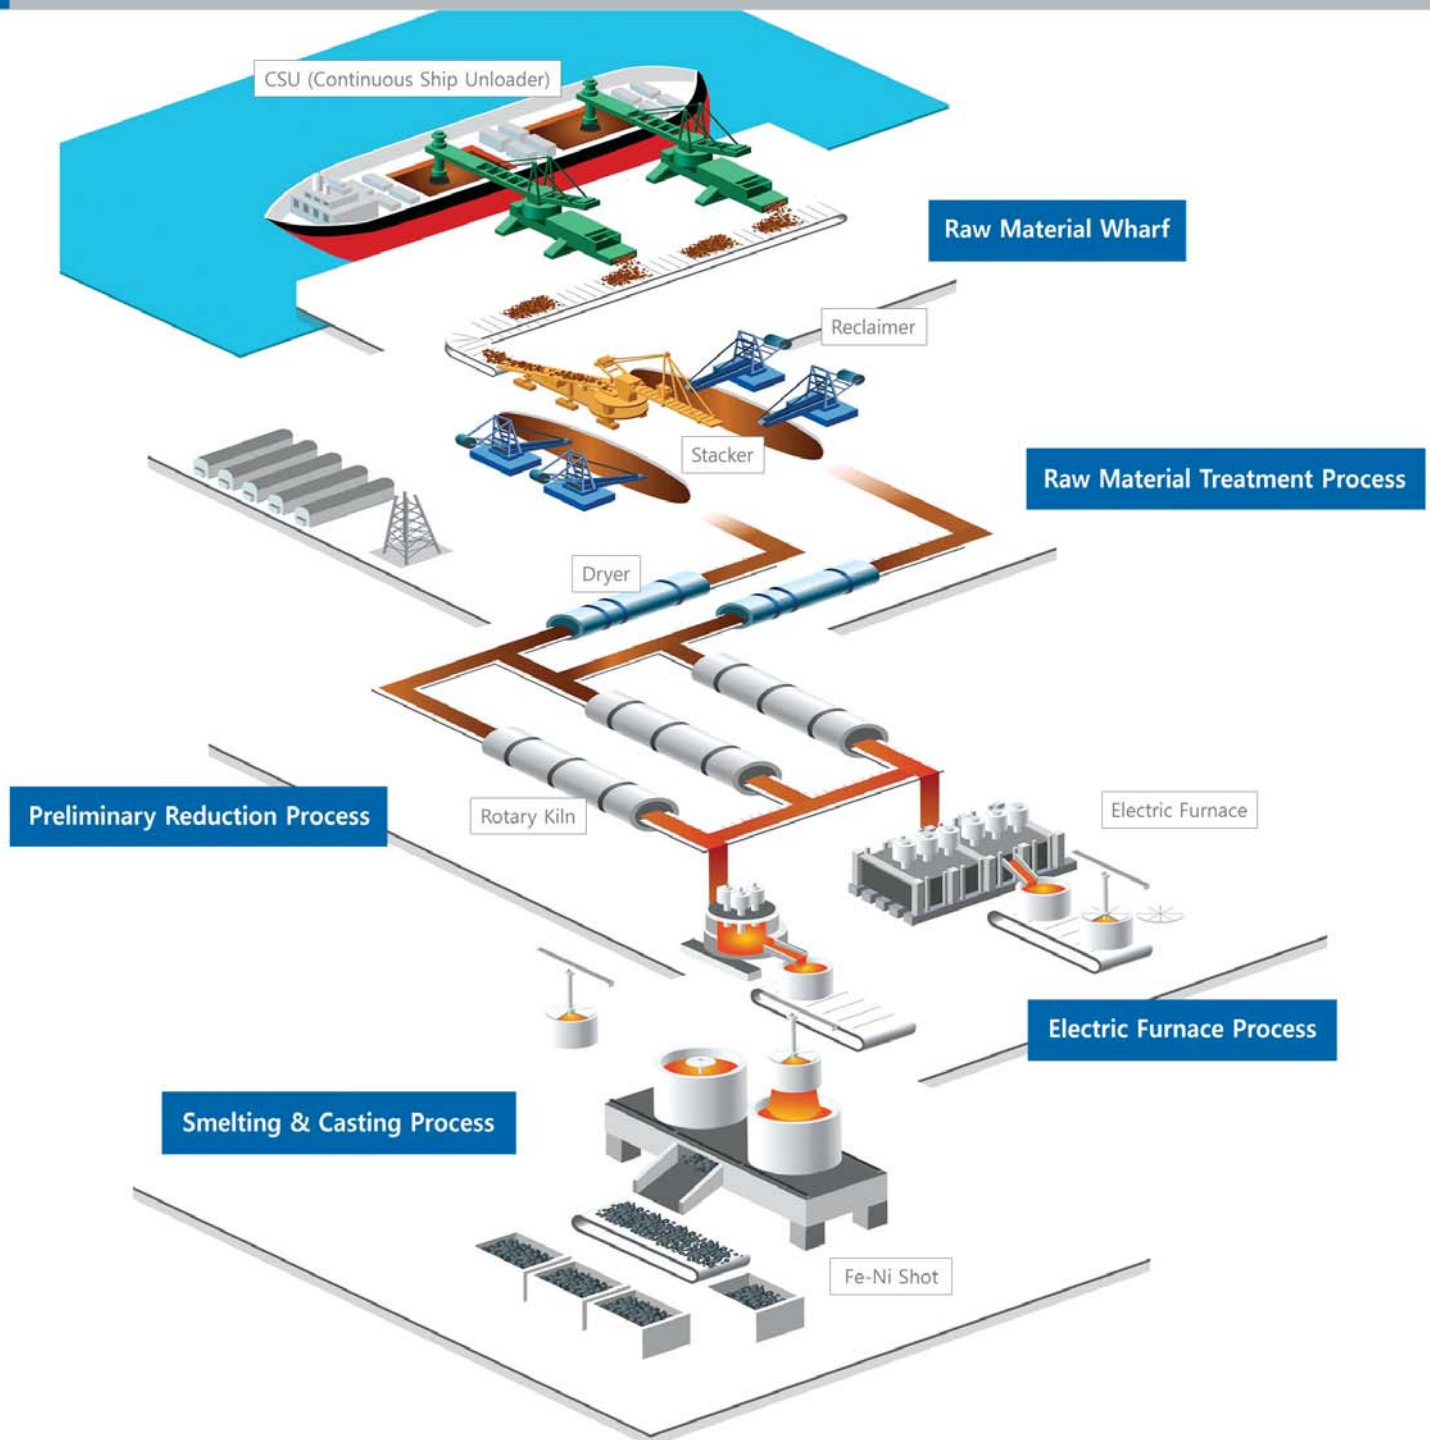 CSU (Continuous Ship Unloader)
Raw Material Wharf
Reclaimer
Stacker
Raw Material Treatment Process
Dryer
Preliminary Reduction Process
Rotary Kiln
Electric Furnace
Electric Furnace Process
Smelting & Casting Process
Fe-Ni Shot